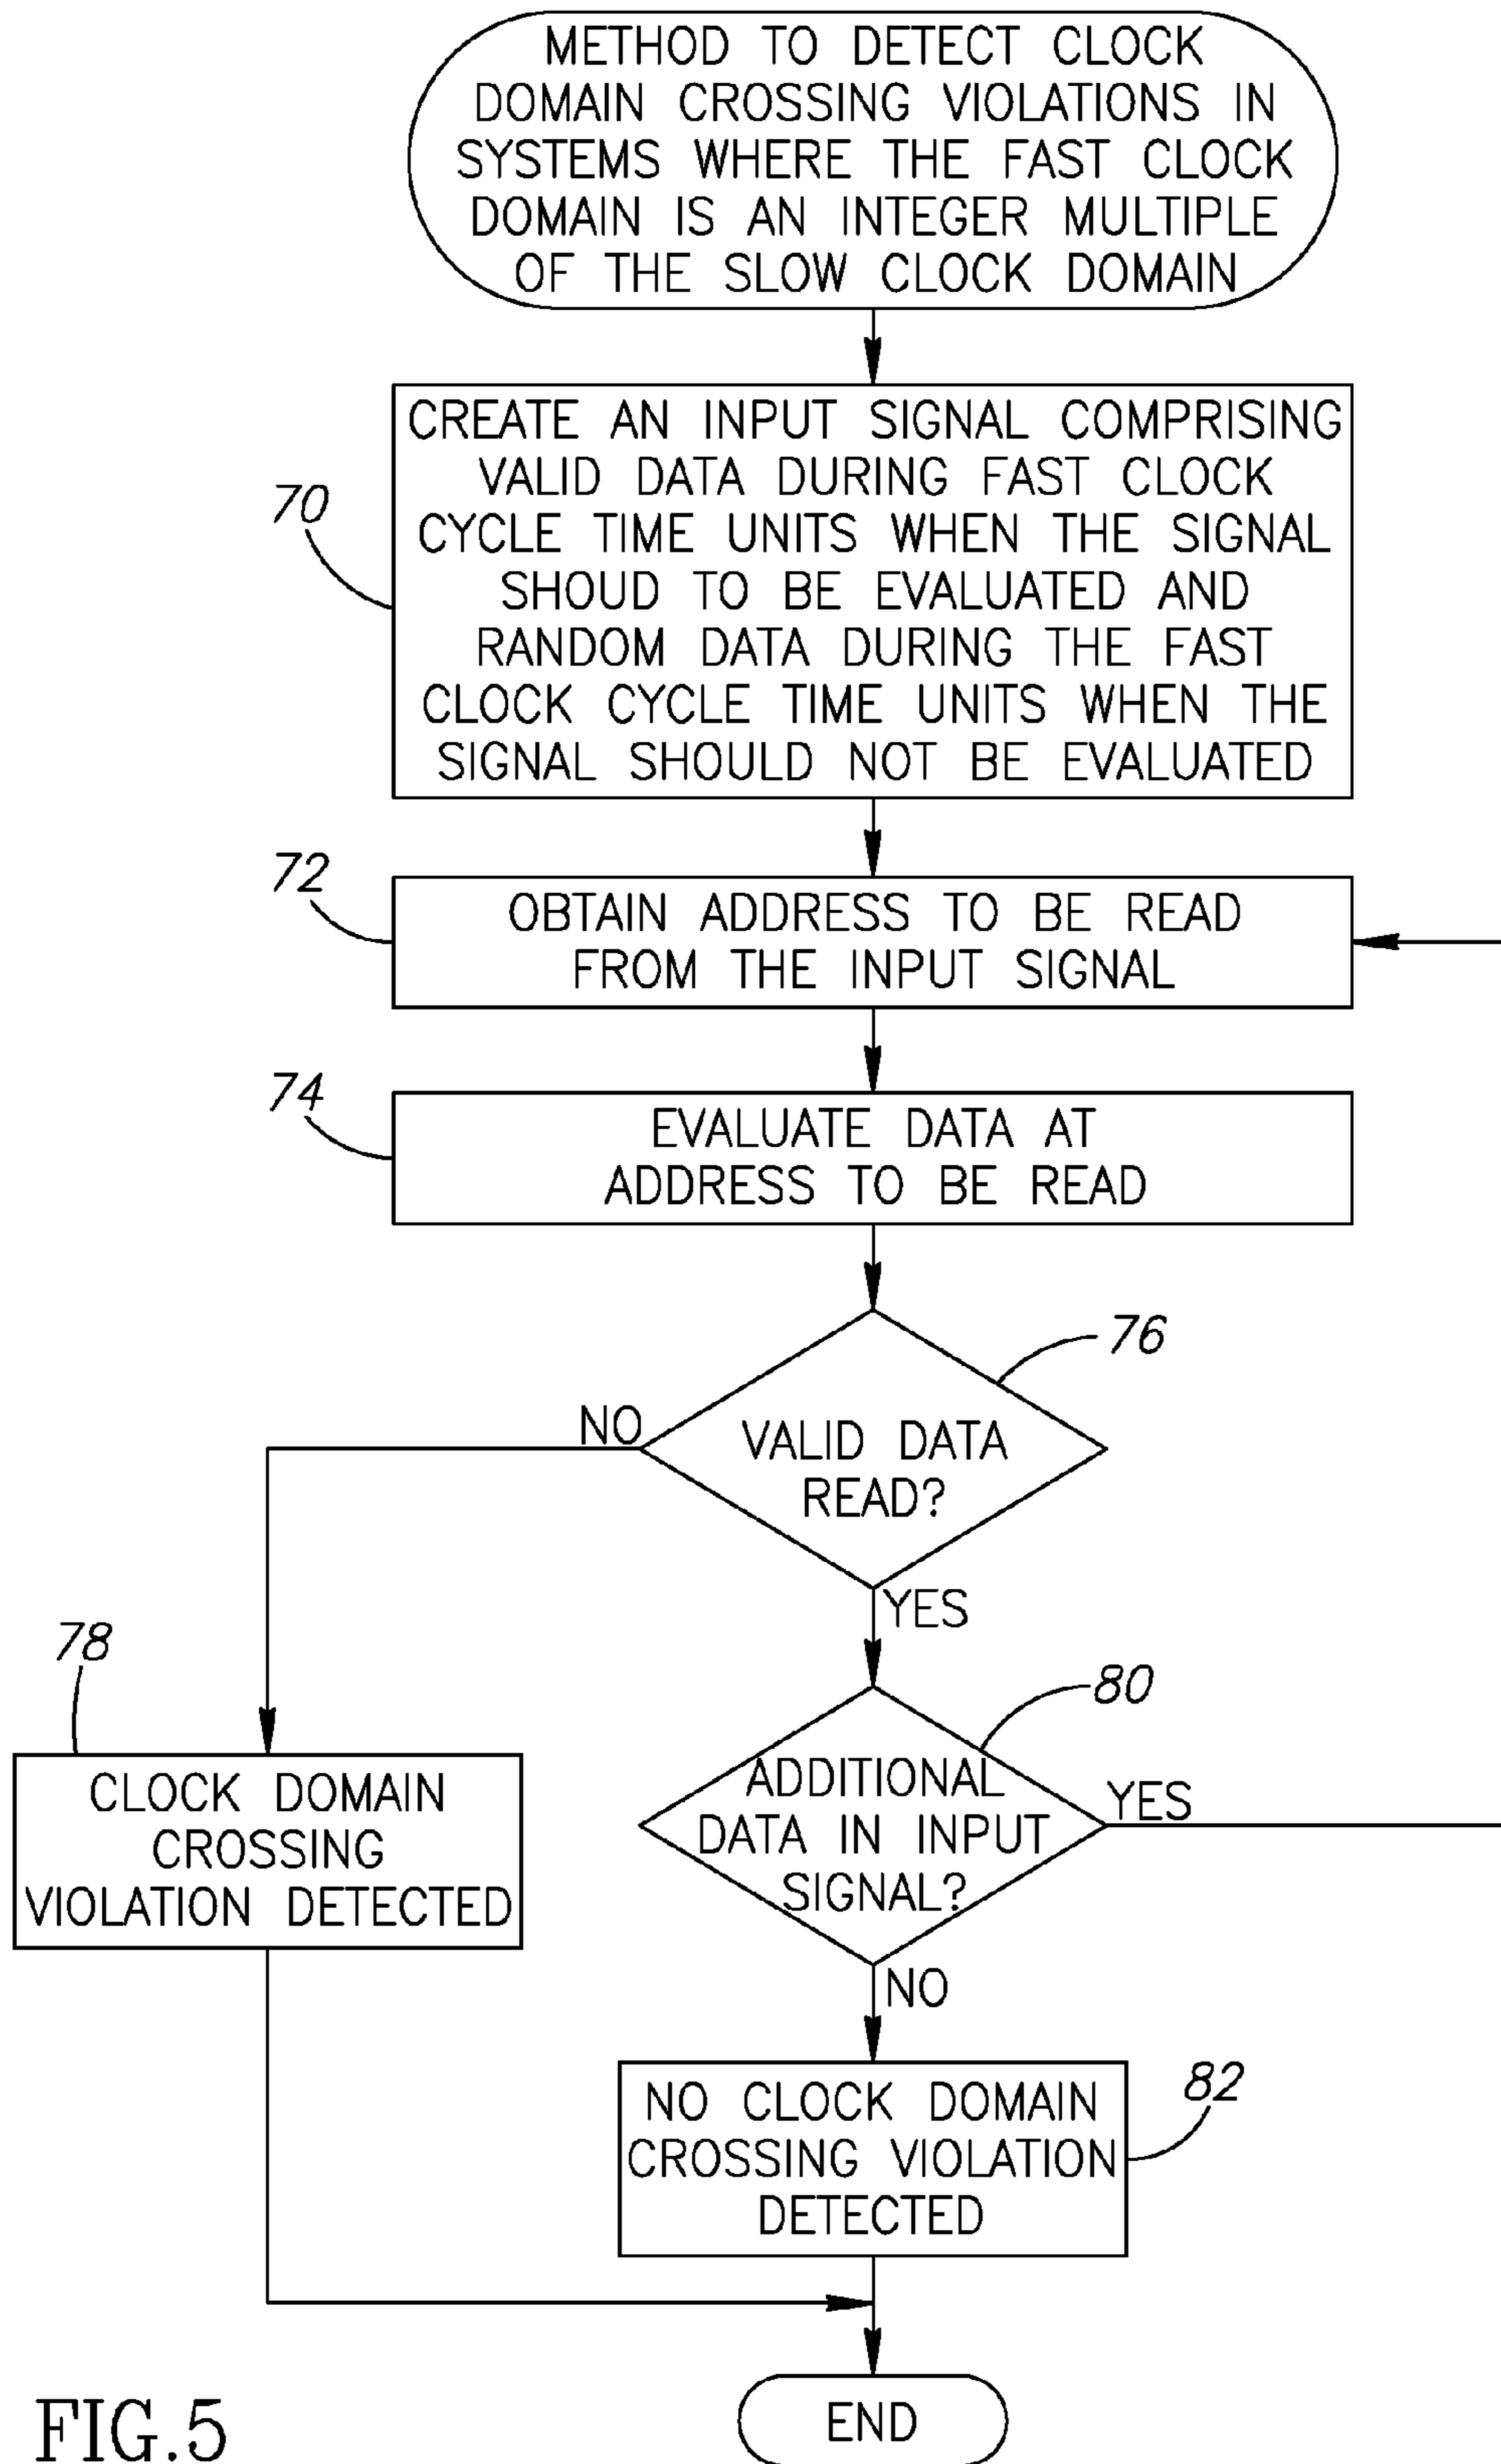 METHOD TO DETECT CLOCK
DOMAIN CROSSING VIOLATIONS IN
SYSTEMS WHERE THE FAST CLOCK
DOMAIN IS AN INTEGER MULTIPLE
OF THE SLOW CLOCK DOMAIN
70
CREATE AN INPUT SIGNAL COMPRISING
VALID DATA DURING FAST CLOCK
CYCLE TIME UNITS WHEN THE SIGNAL
SHOUD TO BE EVALUATED AND
RANDOM DATA DURING THE FAST
CLOCK CYCLE TIME UNITS WHEN THE
SIGNAL SHOULD NOT BE EVALUATED
72
OBTAIN ADDRESS TO BE READ
FROM THE INPUT SIGNAL
74
EVALUATE DATA AT
ADDRESS TO BE READ
76
NO
VALID DATA
READ?
YES
78
CLOCK DOMAIN
CROSSING
VIOLATION DETECTED
80
ADDITIONAL
DATA IN INPUT
SIGNAL?
YES
NO
82
NO CLOCK DOMAIN
CROSSING VIOLATION
DETECTED
END
FIG.5